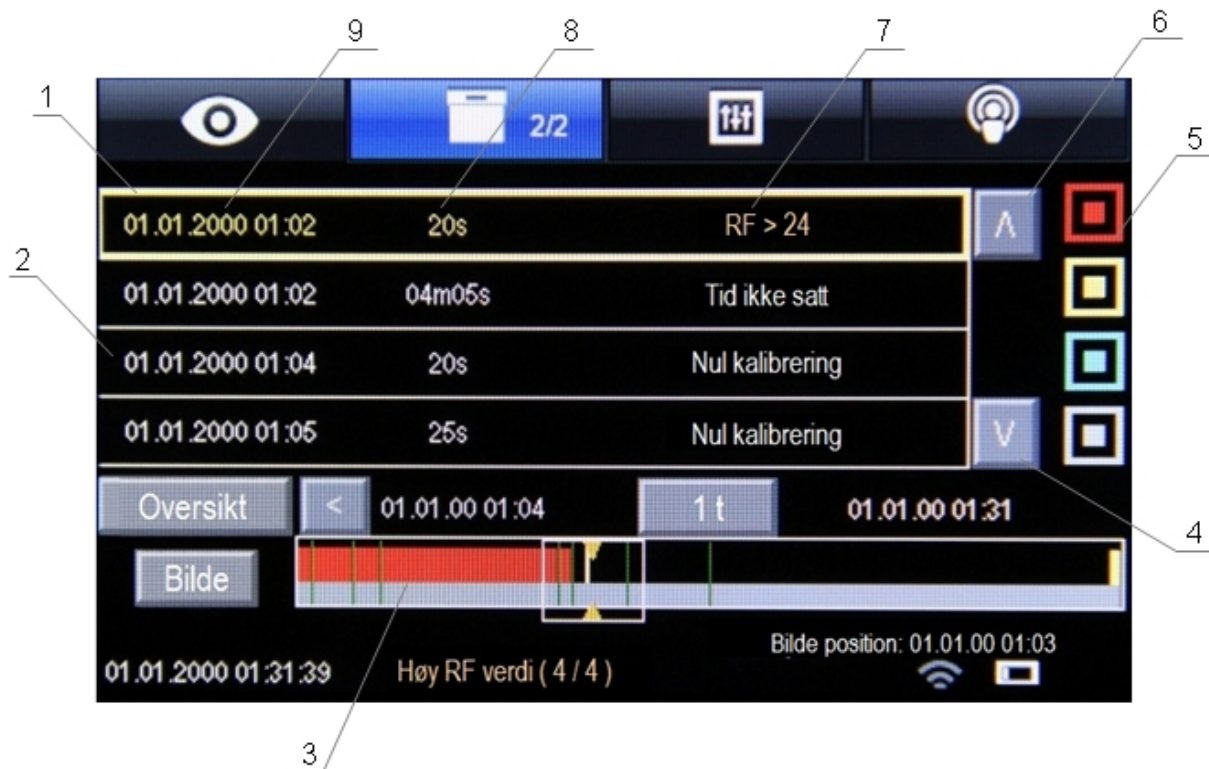 9 8 7 6
1
2/2
5
01.01.2000 01:02 20s RF > 24 Λ
2
01.01.2000 01:02 04m05s Tid ikke satt
01.01.2000 01:04 20s Nul kalibrering
01.01.2000 01:05 25s Nul kalibrering V
Oversikt < 01.01.00 01:04 1 t 01.01.00 01:31
4
Bilde
Bilde position: 01.01.00 01:03
01.01.2000 01:31:39 Høy RF verdi ( 4 / 4 )
3